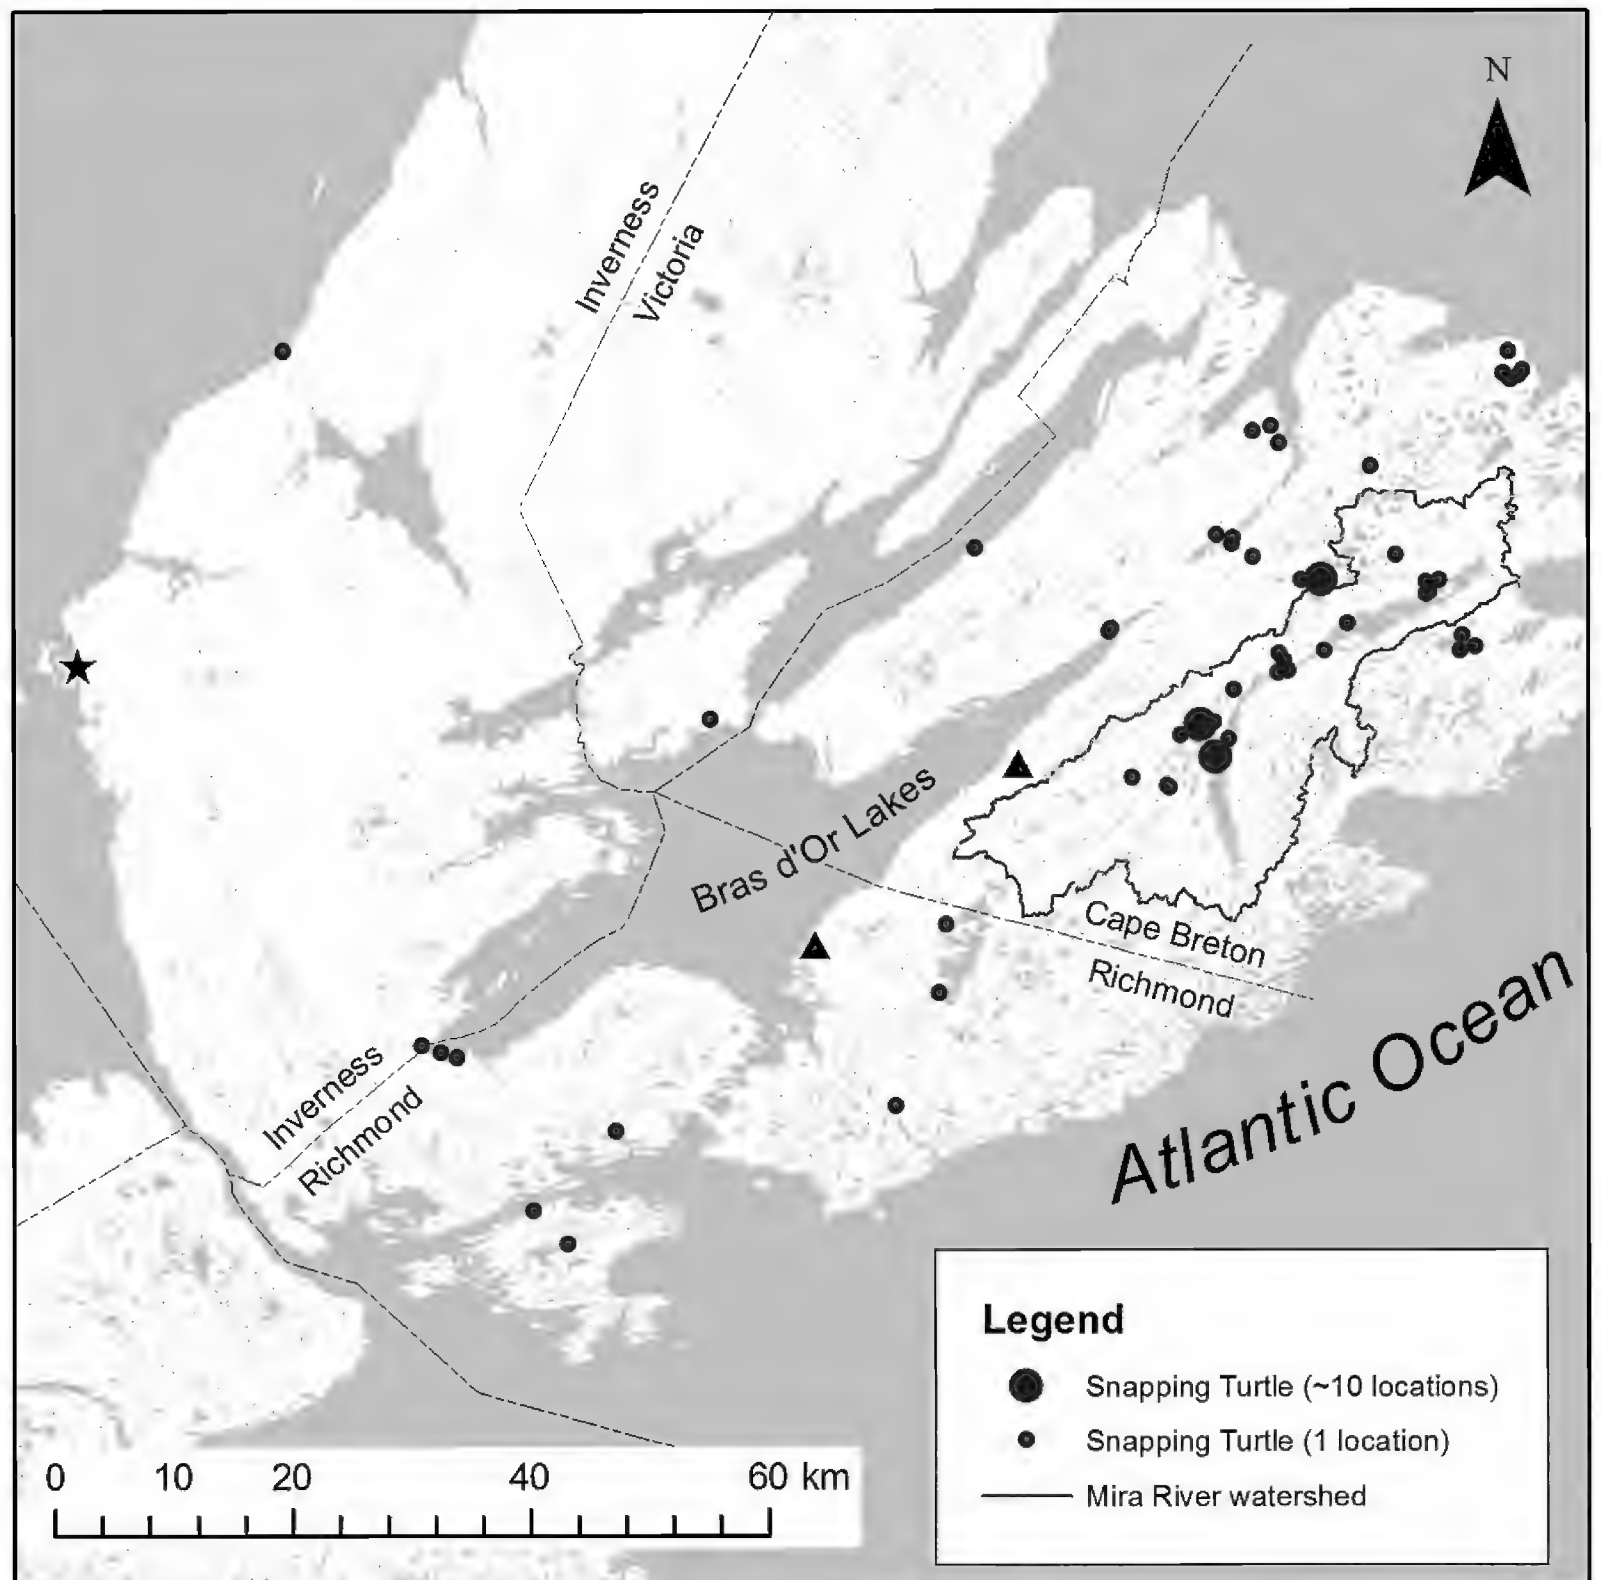 N
Inverness
Victoria
Bras d'Or Lakes
Cape Breton
Richmond
Atlantic Ocean
Inverness
Richmond
Legend
Snapping Turtle (~10 locations)
Snapping Turtle (1 location)
Mira River watershed
0 10 20 40 60 km